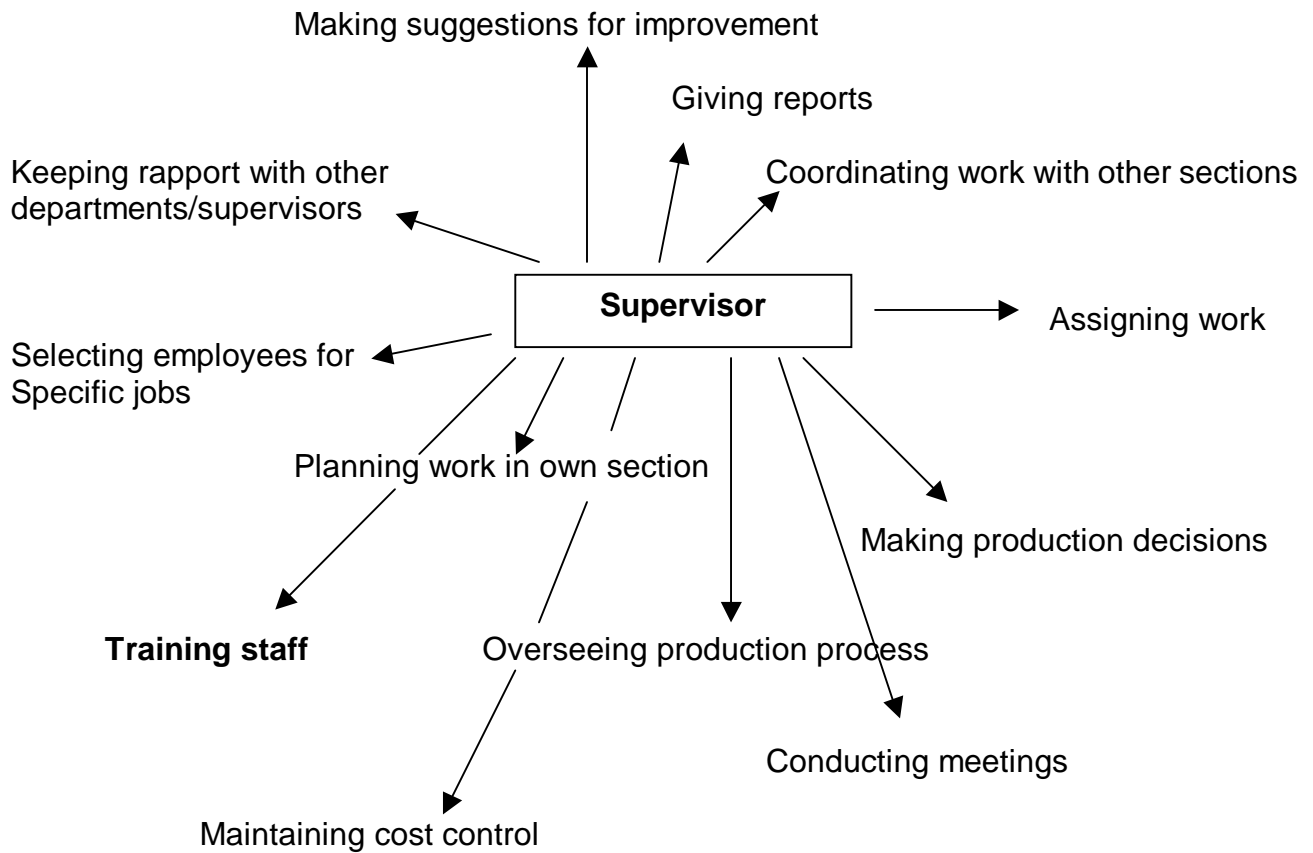 Making suggestions for improvement
Giving reports
Keeping rapport with other
departments/supervisors
Coordinating work with other sections
Supervisor
Assigning work
Selecting employees for
Specific jobs
Planning work in own section
Making production decisions
Training staff
Overseeing production process
Conducting meetings
Maintaining cost control